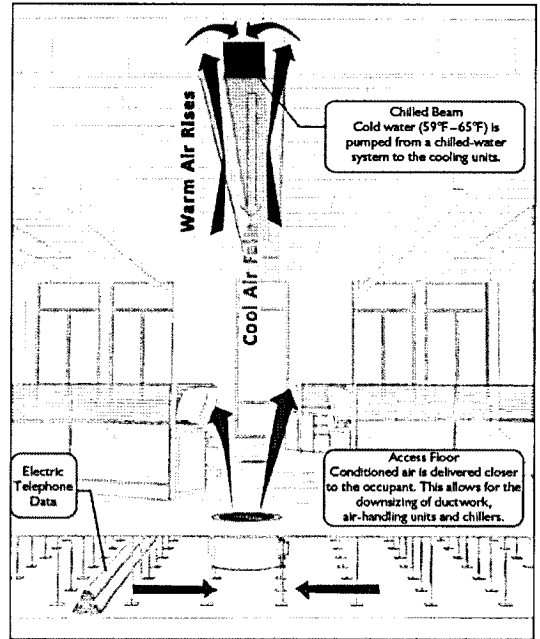 Warm Air Rises
Chilled Beam
Cold water (59°F–65°F) is
pumped from a chilled-water
system to the cooling units.
Cool Air
Access Floor
Conditioned air is delivered closer
to the occupant. This allows for the
downsizing of ductwork,
air-handling units and chillers.
Electric
Telephone
Data